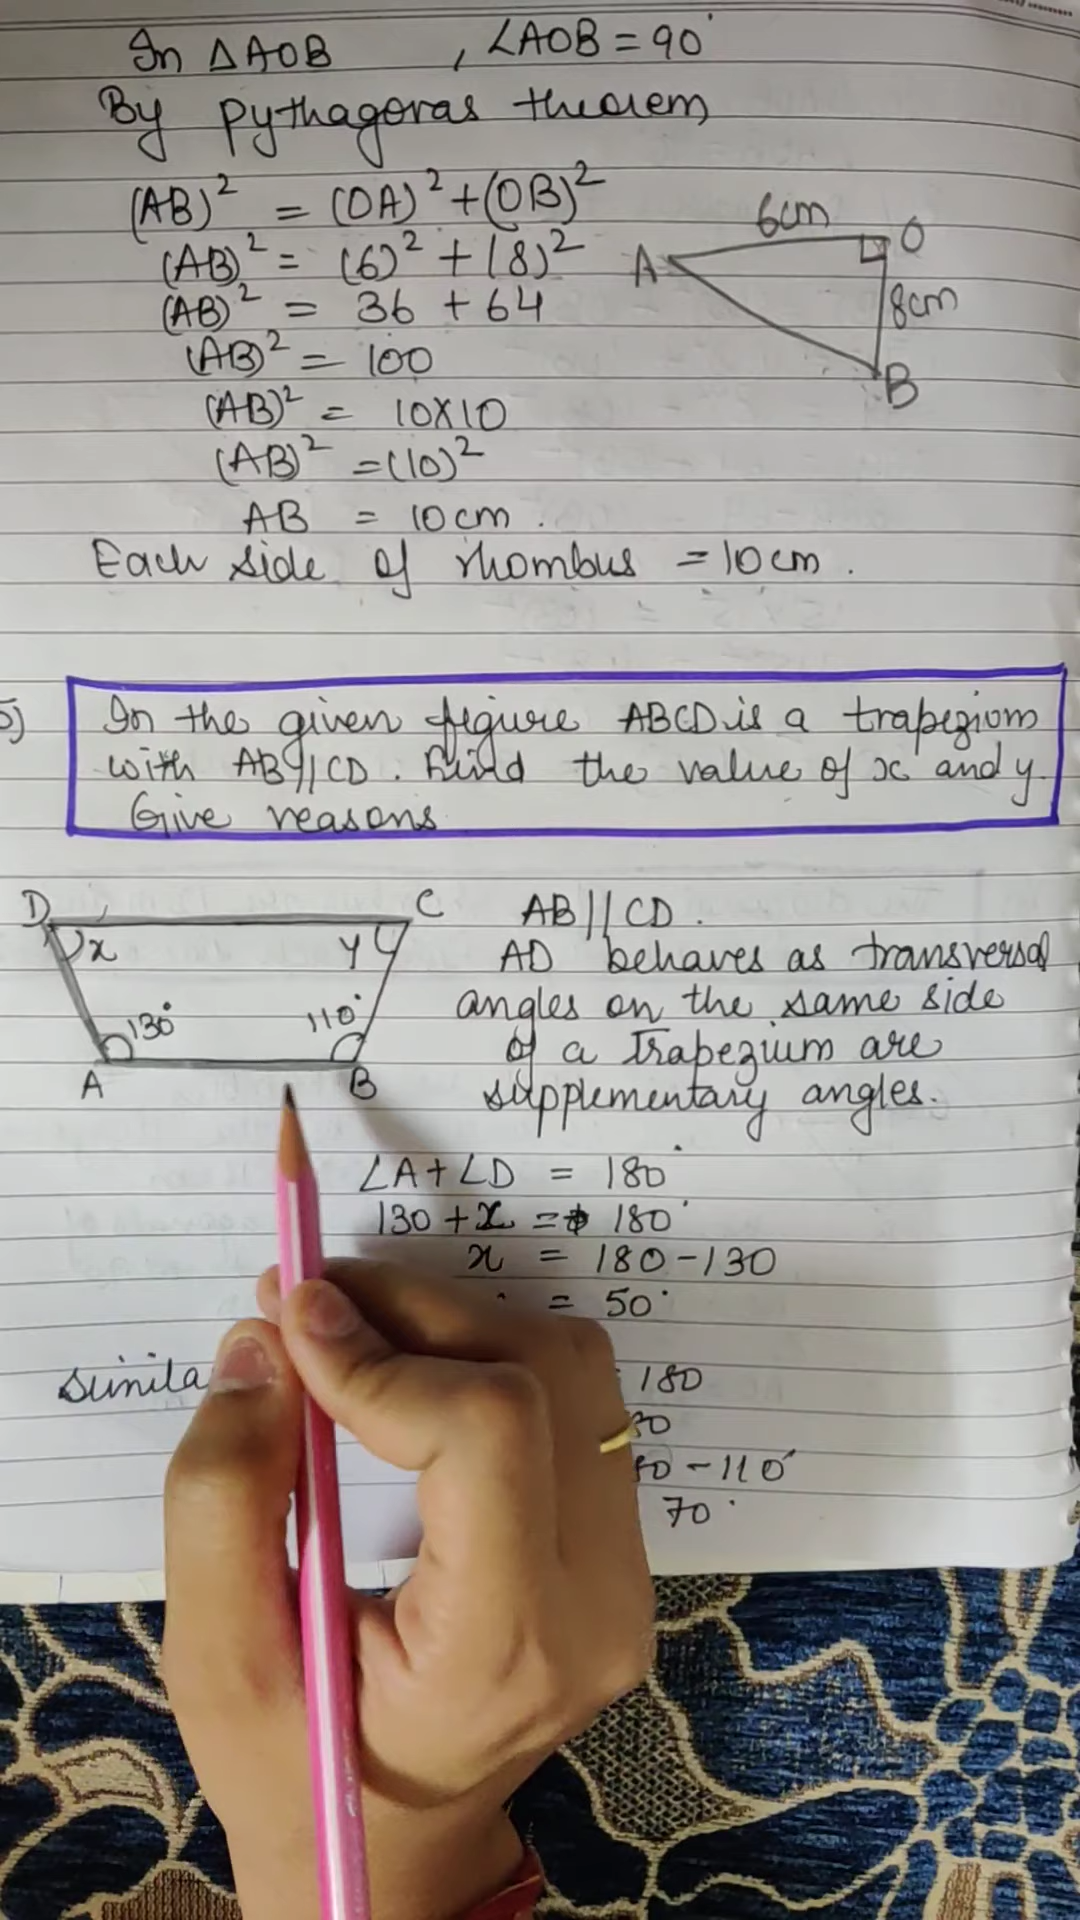 In ΔAOB , ∠AOB = 90°
By Pythagoras theorem
(AB)² = (OA)² + (OB)²
(AB)² = (6)² + (8)²
(AB)² = 36 + 64
(AB)² = 100
(AB)² = 10×10
(AB)² = (10)²
AB = 10cm.
6cm
A
O
8cm
B
Each side of rhombus = 10cm.
5)
In the given figure ABCD is a trapezium
with AB//CD. Find the value of x and y.
Give reasons
D
C
x
y
130°
110°
A
B
AB//CD.
AD behaves as transversal
angles on the same side
of a Trapezium are
supplementary angles.
∠A + ∠D = 180°
130 + x = 180°
x = 180 - 130
= 50°
180
- 110°
70°